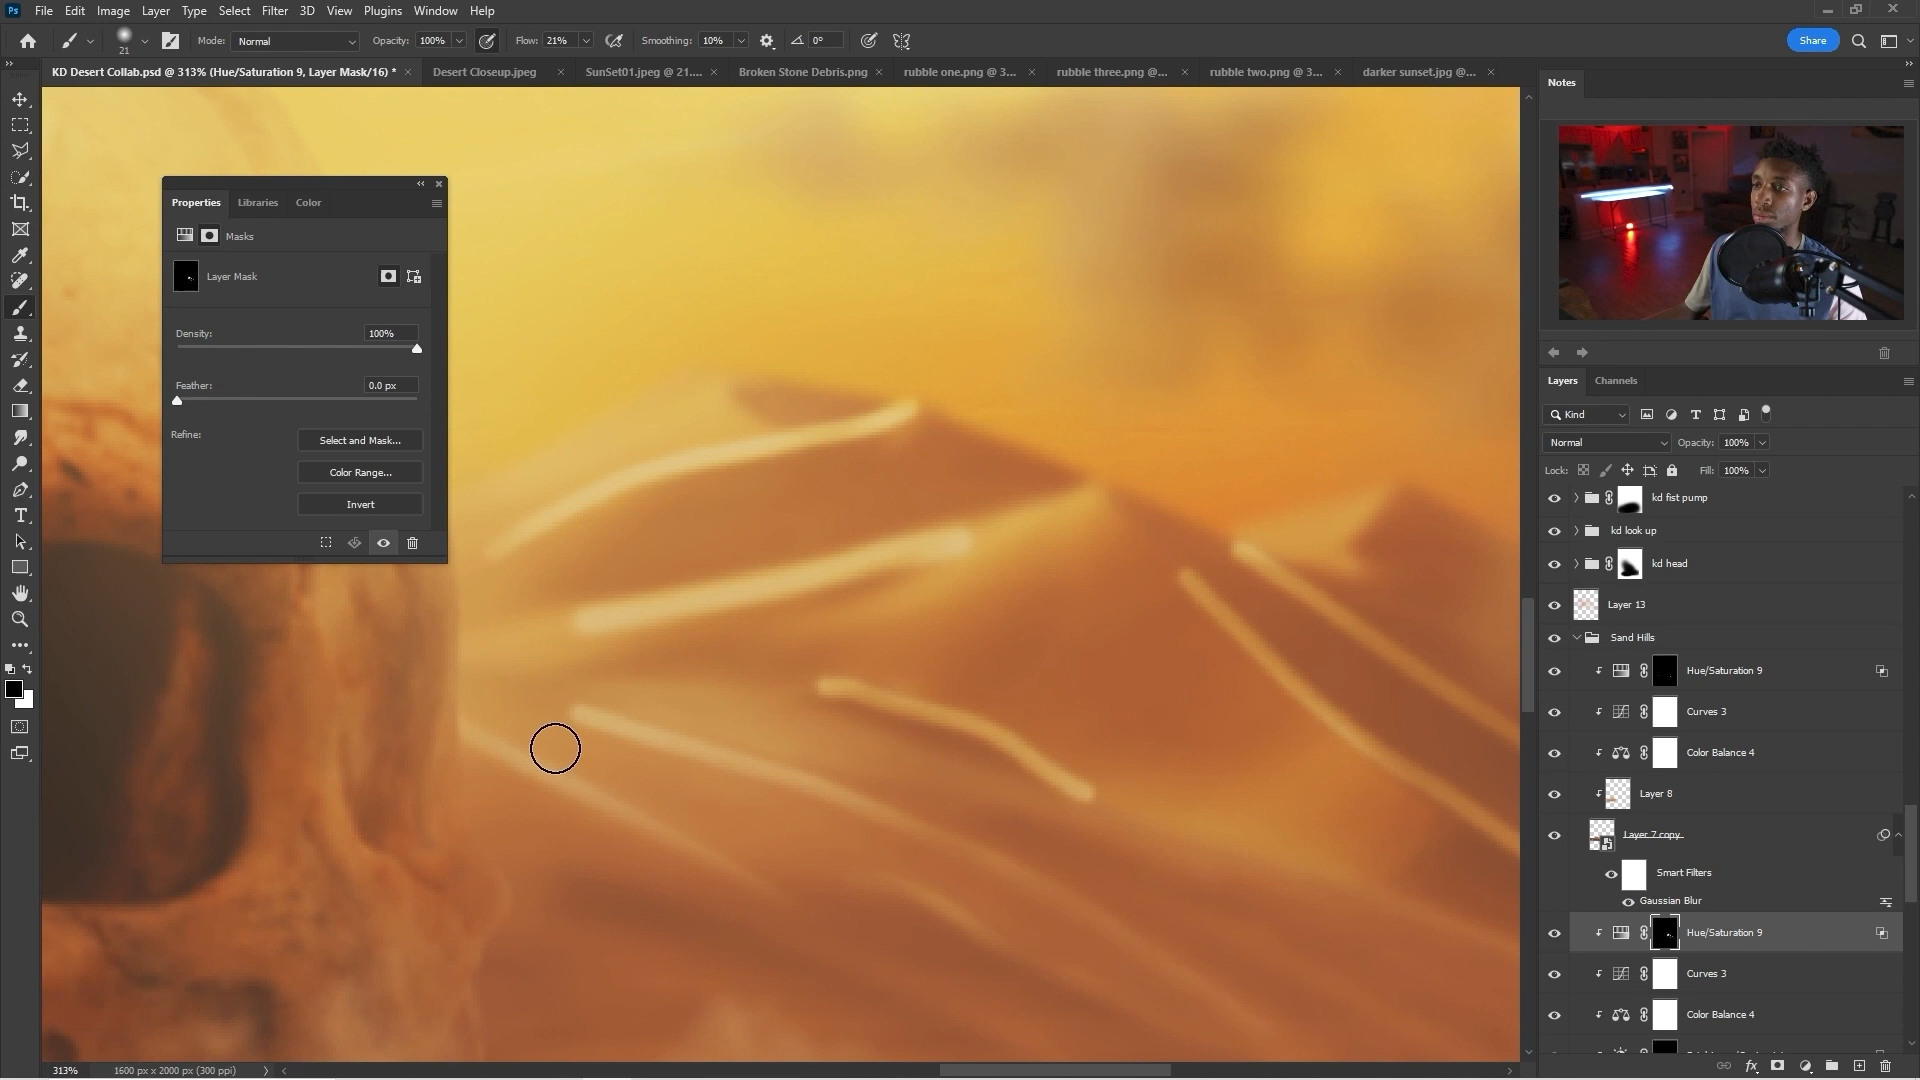 Ps File Edit Image Layer Type Select Filter 3D View Plugins Window Help
21 Mode: Normal Opacity: 100% Flow: 21% Smoothing: 10% 0° Share
KD Desert Collab.psd @ 313% (Hue/Saturation 9, Layer Mask/16) * Desert Closeup.jpeg SunSet01.jpeg @ 21.... Broken Stone Debris.png rubble one.png @ 3... rubble three.png @... rubble two.png @ 3... darker sunset.jpg @...
Notes
Properties Libraries Color
Masks
Layer Mask
Density: 100%
Feather: 0.0 px
Refine: Select and Mask...
Color Range...
Invert
Layers Channels
Kind
Normal Opacity: 100%
Lock: Fill: 100%
kd fist pump
kd look up
kd head
Layer 13
Sand Hills
Hue/Saturation 9
Curves 3
Color Balance 4
Layer 8
Layer 7 copy
Smart Filters
Gaussian Blur
Hue/Saturation 9
Curves 3
Color Balance 4
fx
313% 1600 px x 2000 px (300 ppi)